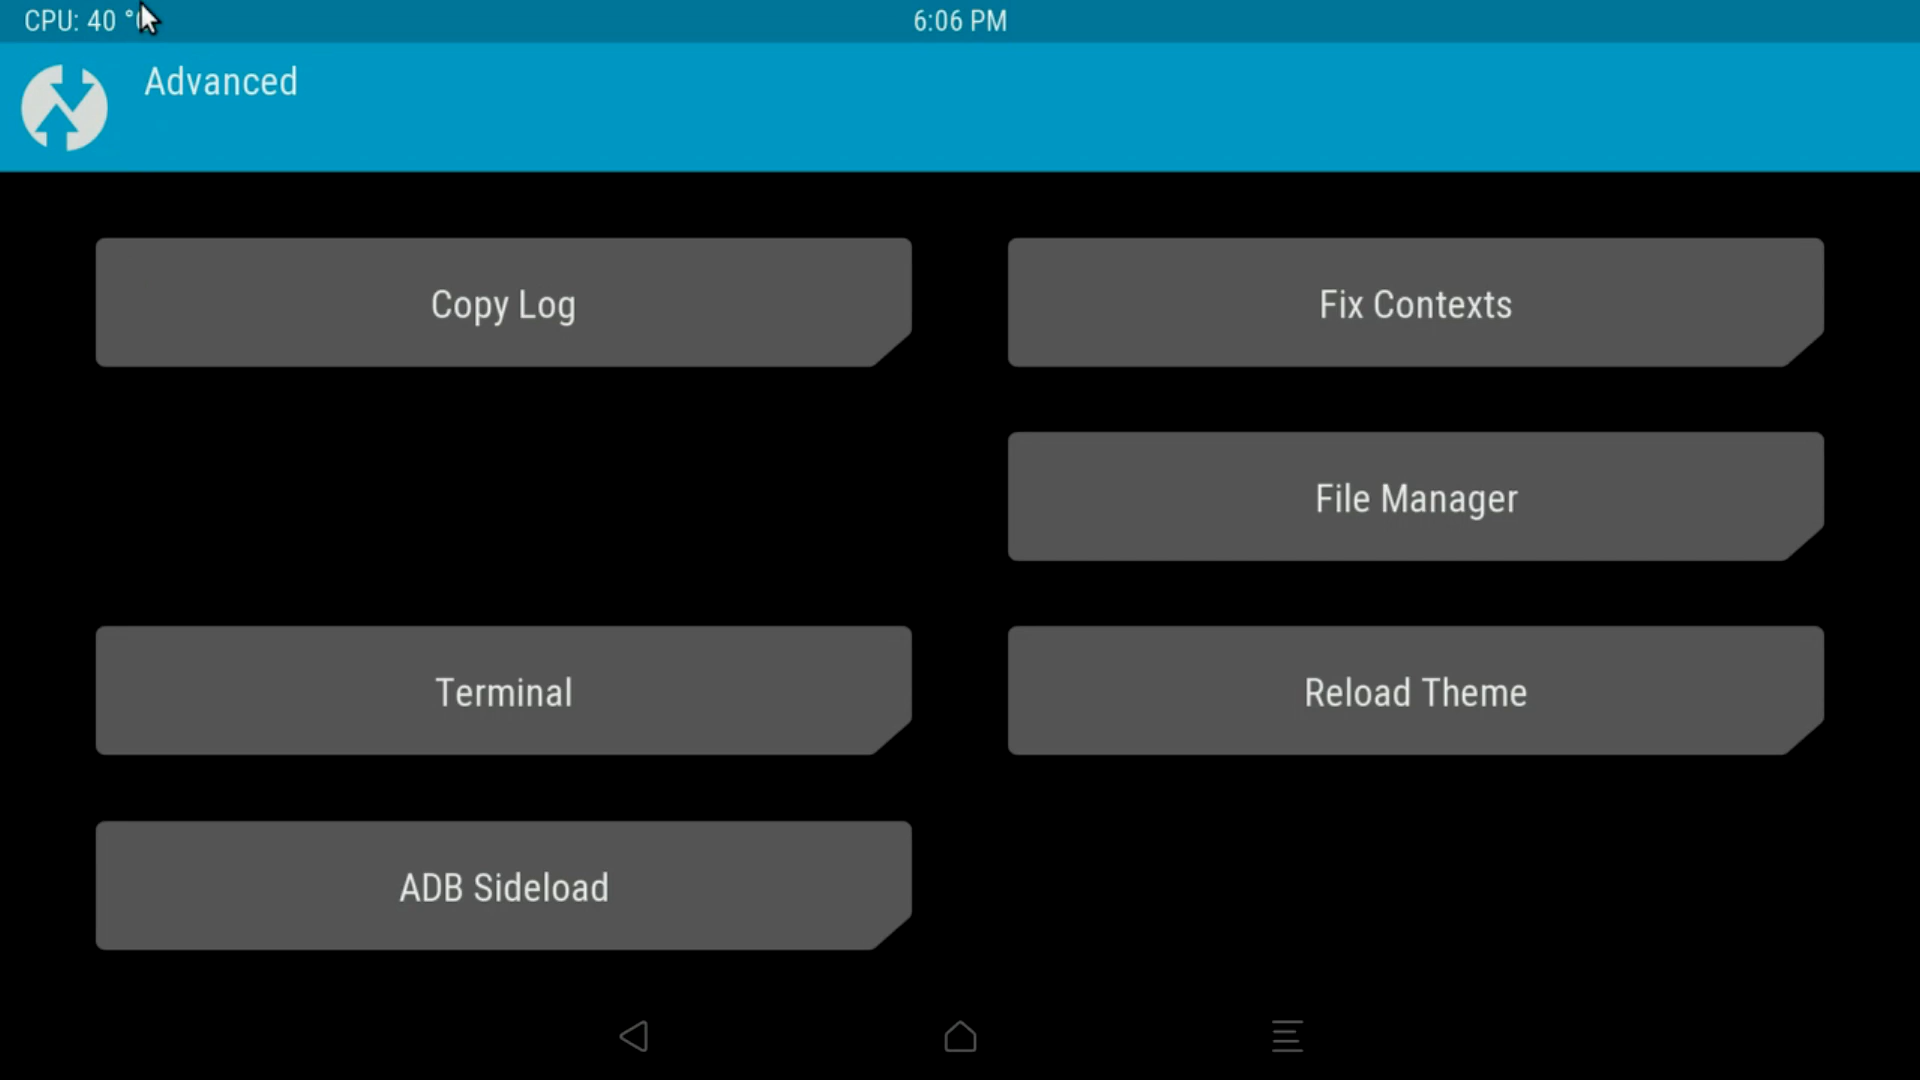 CPU: 40 °
6:06 PM
Advanced
Copy Log
Fix Contexts
File Manager
Terminal
Reload Theme
ADB Sideload